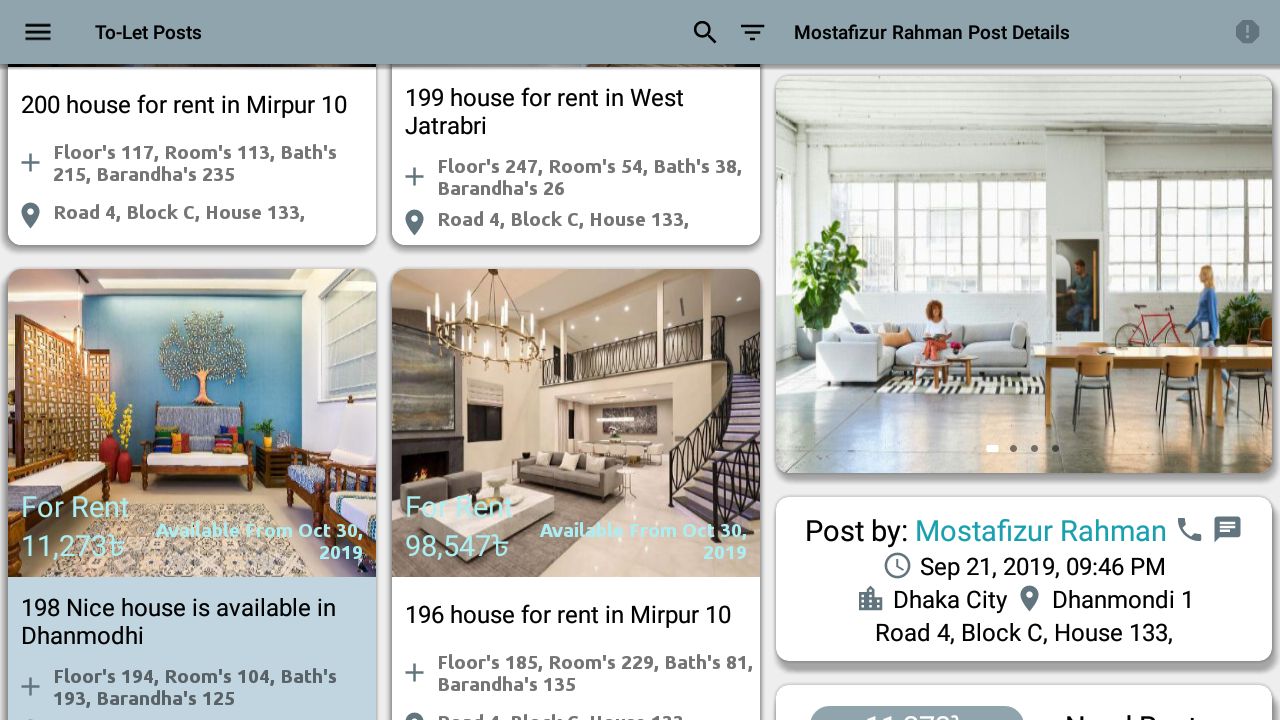 To-Let Posts
Mostafizur Rahman Post Details
200 house for rent in Mirpur 10
Floor's 117, Room's 113, Bath's
215, Barandha's 235
Road 4, Block C, House 133,
199 house for rent in West
Jatrabri
Floor's 247, Room's 54, Bath's 38,
Barandha's 26
Road 4, Block C, House 133,
For Rent
11,273৳
Available From Oct 30,
2019
198 Nice house is available in
Dhanmodhi
Floor's 194, Room's 104, Bath's
193, Barandha's 125
For Rent
98,547৳
Available From Oct 30,
2019
196 house for rent in Mirpur 10
Floor's 185, Room's 229, Bath's 81,
Barandha's 135
Road 4, Block C, House 133,
Post by: Mostafizur Rahman
Sep 21, 2019, 09:46 PM
Dhaka City Dhanmondi 1
Road 4, Block C, House 133,